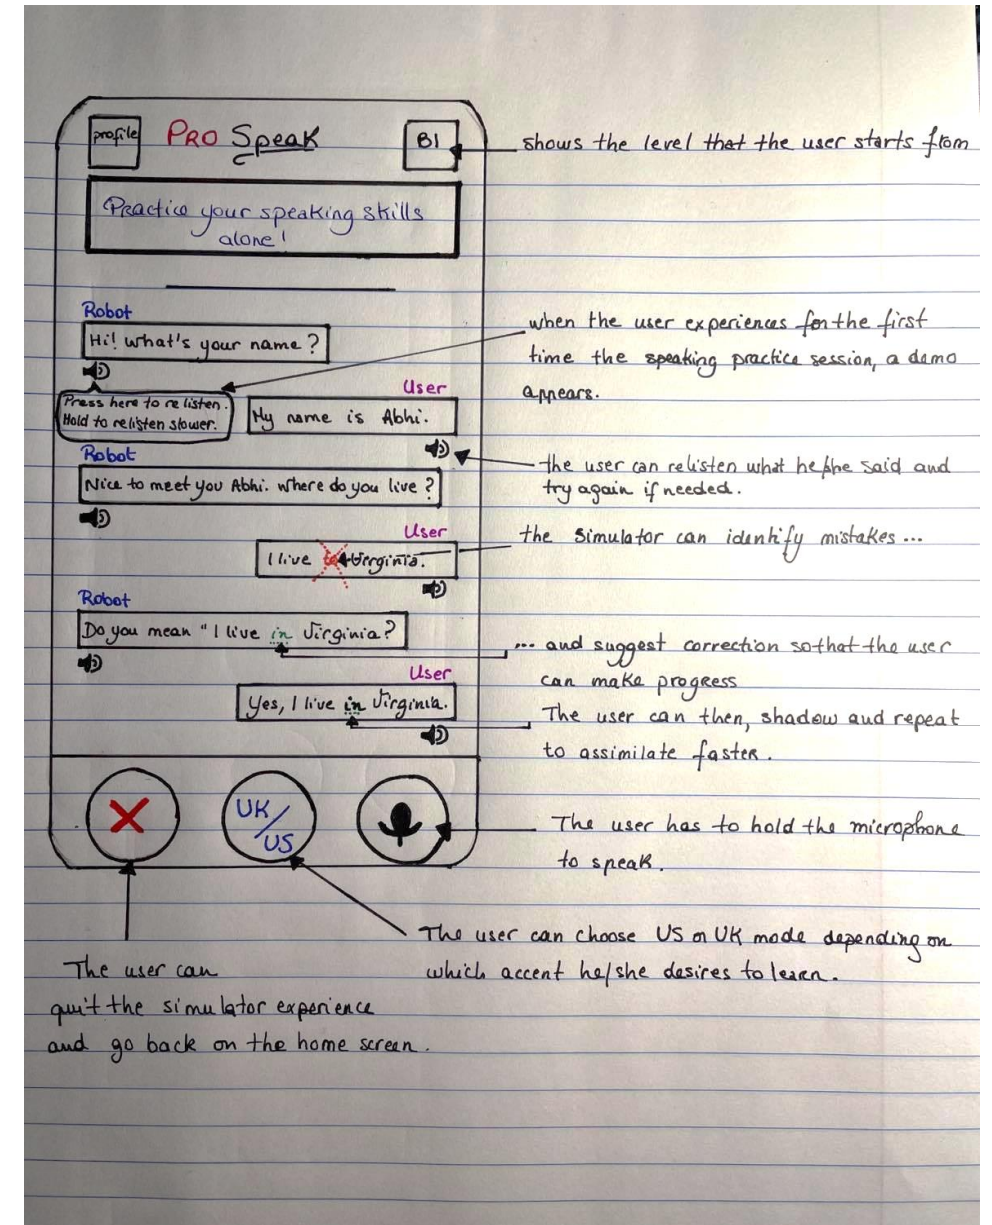 profile
PRO Speak
B1
shows the level that the user starts from
Practice your speaking skills
alone!
Robot
Hi! What's your name?
when the user experiences for the first
time the speaking practice session, a demo
appears.
Press here to relisten.
Hold to relisten slower.
User
My name is Abhi.
the user can relisten what he/she said and
try again if needed.
Robot
Nice to meet you Abhi. Where do you live?
User
I live to Virginia.
the simulator can identify mistakes ...
Robot
Do you mean "I live in Virginia?
... and suggest correction so that the user
can make progress
User
Yes, I live in Virginia.
The user can then, shadow and repeat
to assimilate faster.
UK/
US
The user has to hold the microphone
to speak.
The user can choose US or UK mode depending on
which accent he/she desires to learn.
The user can
quit the simulator experience
and go back on the home screen.